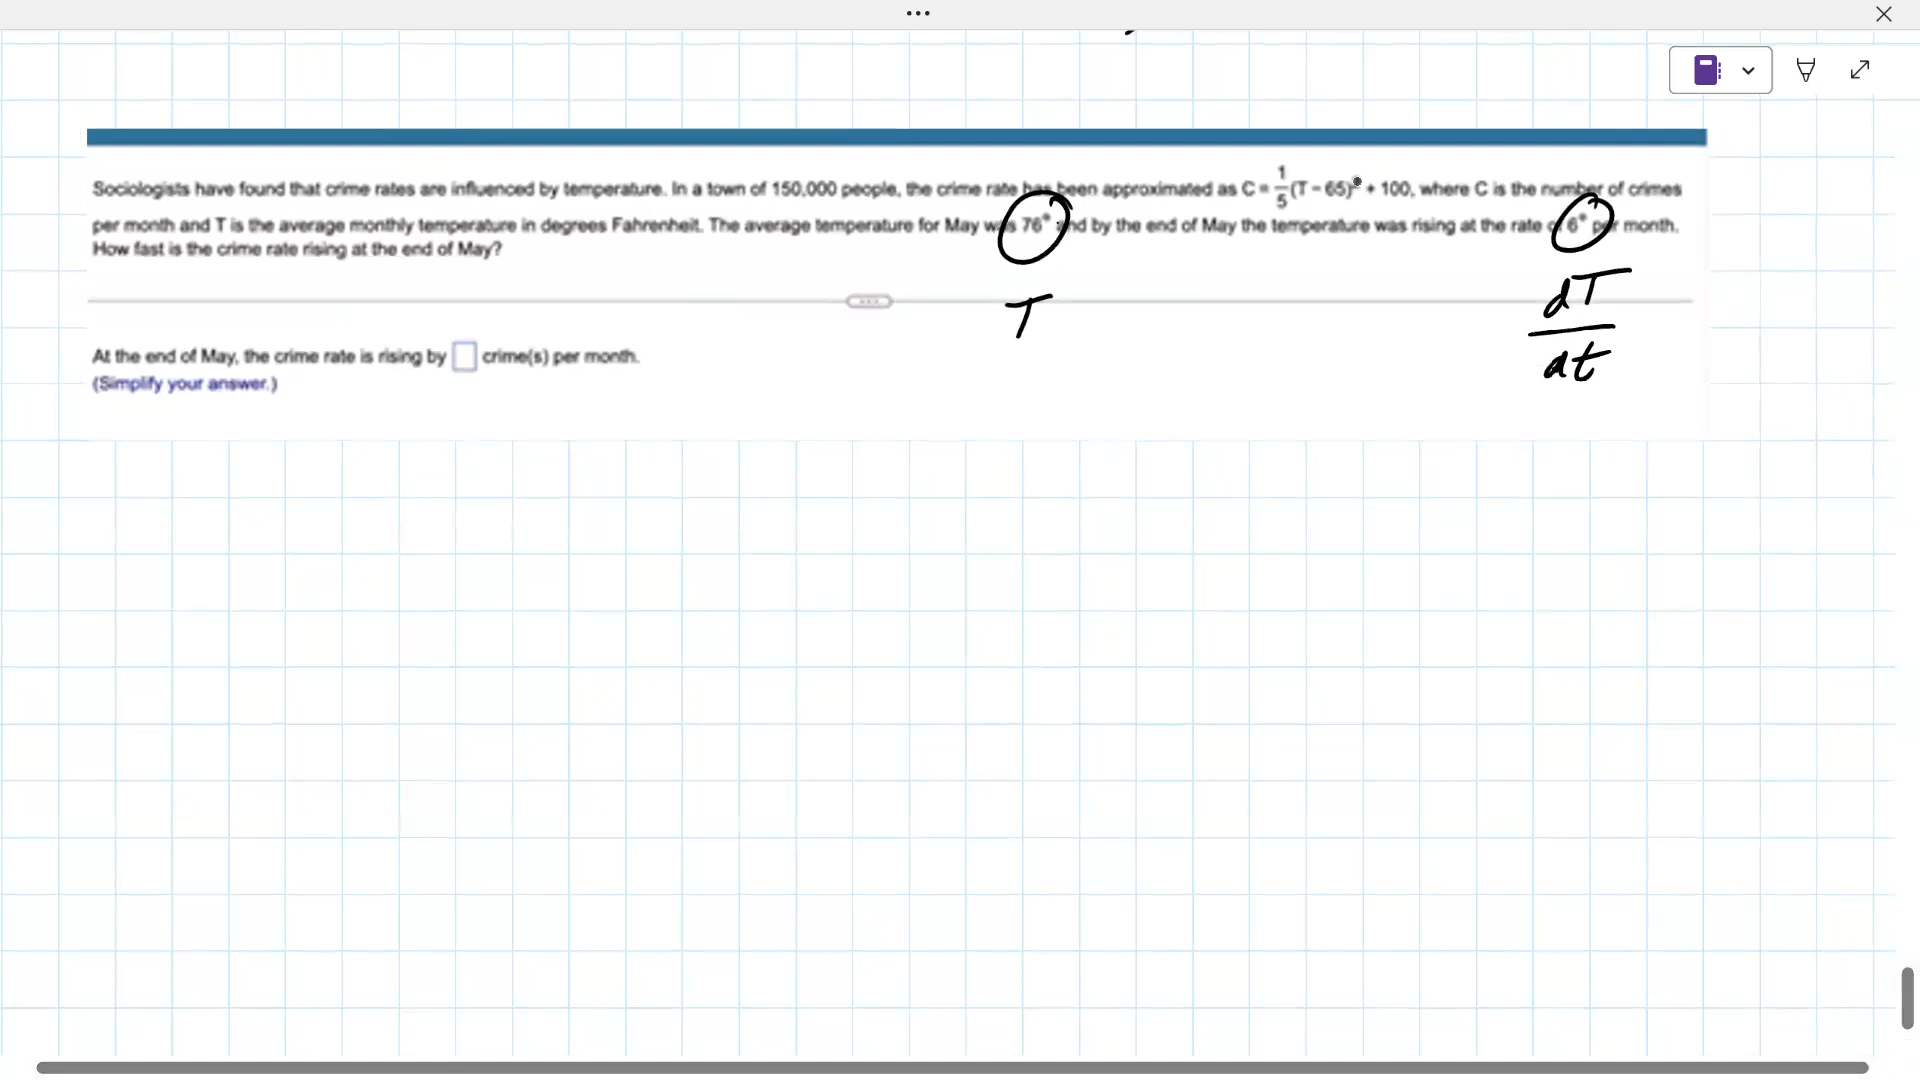 Sociologists have found that crime rates are influenced by temperature. In a town of 150,000 people, the crime rate has been approximated as C = 1/5 (T − 65) + 100, where C is the number of crimes
per month and T is the average monthly temperature in degrees Fahrenheit. The average temperature for May was 76° and by the end of May the temperature was rising at the rate of 6° per month.
How fast is the crime rate rising at the end of May?
T
dT
dt
At the end of May, the crime rate is rising by crime(s) per month.
(Simplify your answer.)